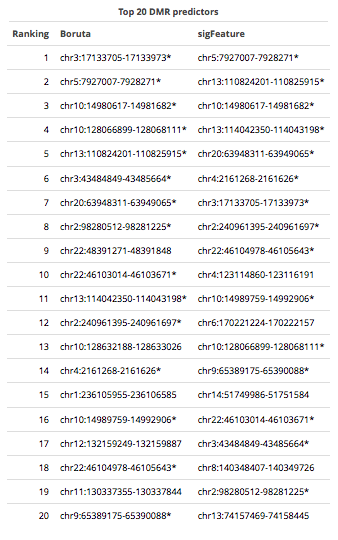 Top 20 DMR predictors
Ranking Boruta sigFeature
1 chr3:17133705-17133973* chr5:7927007-7928271*
2 chr5:7927007-7928271* chr13:110824201-110825915*
3 chr10:14980617-14981682* chr10:14980617-14981682*
4 chr10:128066899-128068111* chr13:114042350-114043198*
5 chr13:110824201-110825915* chr20:63948311-63949065*
6 chr3:43484849-43485664* chr4:2161268-2161626*
7 chr20:63948311-63949065* chr3:17133705-17133973*
8 chr2:98280512-98281225* chr2:240961395-240961697*
9 chr22:48391271-48391848 chr22:46104978-46105643*
10 chr22:46103014-46103671* chr4:123114860-123116191
11 chr13:114042350-114043198* chr10:14989759-14992906*
12 chr2:240961395-240961697* chr6:170221224-170222157
13 chr10:128632188-128633026 chr10:128066899-128068111*
14 chr4:2161268-2161626* chr9:65389175-65390088*
15 chr1:236105955-236106585 chr14:51749986-51751584
16 chr10:14989759-14992906* chr22:46103014-46103671*
17 chr12:132159249-132159887 chr3:43484849-43485664*
18 chr22:46104978-46105643* chr8:140348407-140349726
19 chr11:130337355-130337844 chr2:98280512-98281225*
20 chr9:65389175-65390088* chr13:74157469-74158445